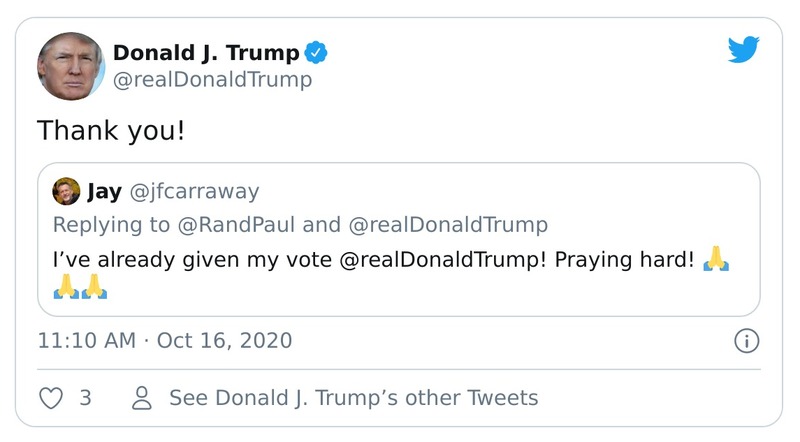 Donald J. Trump
@realDonaldTrump
Thank you!
Jay @jfcarraway
Replying to @RandPaul and @realDonaldTrump
I’ve already given my vote @realDonaldTrump! Praying hard! 🙏
🙏🙏
11:10 AM · Oct 16, 2020
3 See Donald J. Trump’s other Tweets